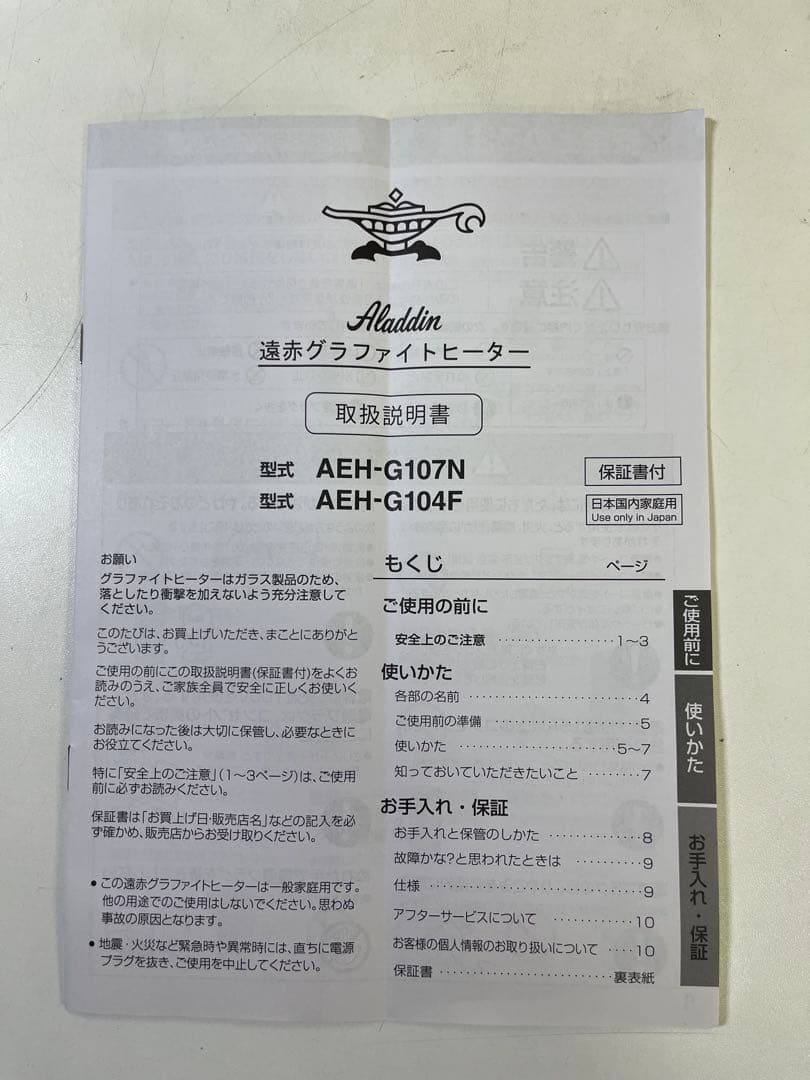 Aladdin
遠赤グラファイトヒーター
取扱説明書
型式 AEH-G107N
型式 AEH-G104F
保証書付
日本国内家庭用
Use only in Japan
お願い
グラファイトヒーターはガラス製品のため、
落としたり衝撃を加えないよう充分注意して
ください。
このたびは、お買上げいただき、まことにありがと
うございます。
ご使用の前にこの取扱説明書(保証書付)をよくお
読みのうえ、ご家族全員で安全に正しくお使いく
ださい。
お読みになった後は大切に保管し、必要なときに
お役立てください。
特に「安全上のご注意」(1〜3ページ)は、ご使用
前に必ずお読みください。
保証書は「お買上げ日・販売店名」などの記入を必
ず確かめ、販売店からお受け取りください。
● この遠赤グラファイトヒーターは一般家庭用です。
他の用途でのご使用はしないでください。思わぬ
事故の原因となります。
● 地震・火災など緊急時や異常時には、直ちに電源
プラグを抜き、ご使用を中止してください。
もくじ ページ
ご使用の前に
安全上のご注意 ・・・・・・・・・・・・・・・・・ 1〜3
使いかた
各部の名前 ・・・・・・・・・・・・・・・・・・・・・・・・ 4
ご使用前の準備 ・・・・・・・・・・・・・・・・・・・・・ 5
使いかた ・・・・・・・・・・・・・・・・・・・・・・・ 5〜7
知っておいていただきたいこと ・・・・・・・・ 7
お手入れ・保証
お手入れと保管のしかた ・・・・・・・・・・・・・ 8
故障かな?と思われたときは ・・・・・・・・・・ 9
仕様 ・・・・・・・・・・・・・・・・・・・・・・・・・・・・・・・・ 9
アフターサービスについて ・・・・・・・・・・ 10
お客様の個人情報のお取り扱いについて ・・・・ 10
保証書 ・・・・・・・・・・・・・・・・・・・・・・・・・ 裏表紙
ご使用前に
使いかた
お手入れ・保証